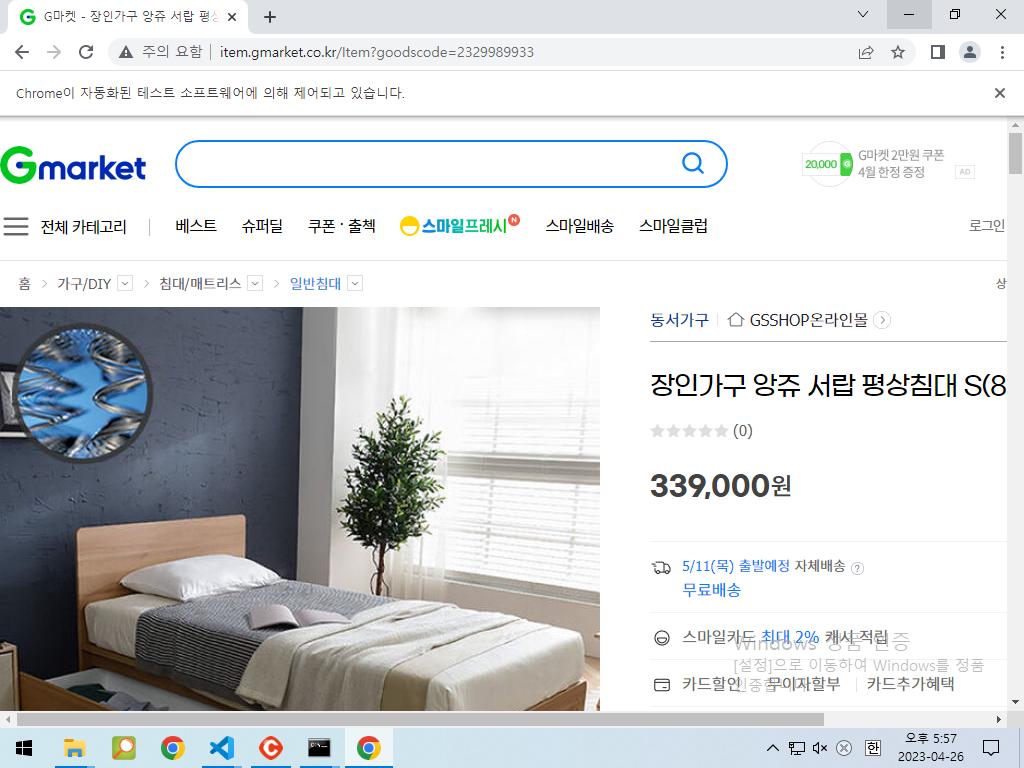 G마켓 - 장인가구 앙쥬 서랍 평상
주의 요함
item.gmarket.co.kr/Item?goodscode=2329989933
Chrome이 자동화된 테스트 소프트웨어에 의해 제어되고 있습니다.
Gmarket
20,000
G마켓 2만원 쿠폰
4월 한정 증정
AD
전체 카테고리
베스트
슈퍼딜
쿠폰·출첵
스마일프레시
N
스마일배송
스마일클럽
로그인
홈 > 가구/DIY > 침대/매트리스 > 일반침대
상
동서가구
GSSHOP온라인몰
장인가구 앙쥬 서랍 평상침대 S(8
(0)
339,000원
5/11(목) 출발예정 자체배송 ?
무료배송
스마일카드 최대 2% 캐시 적립
Windows 정품 인증
[설정]으로 이동하여 Windows를 정품
카드할인
무이자할부
카드추가혜택
한
오후 5:57
2023-04-26